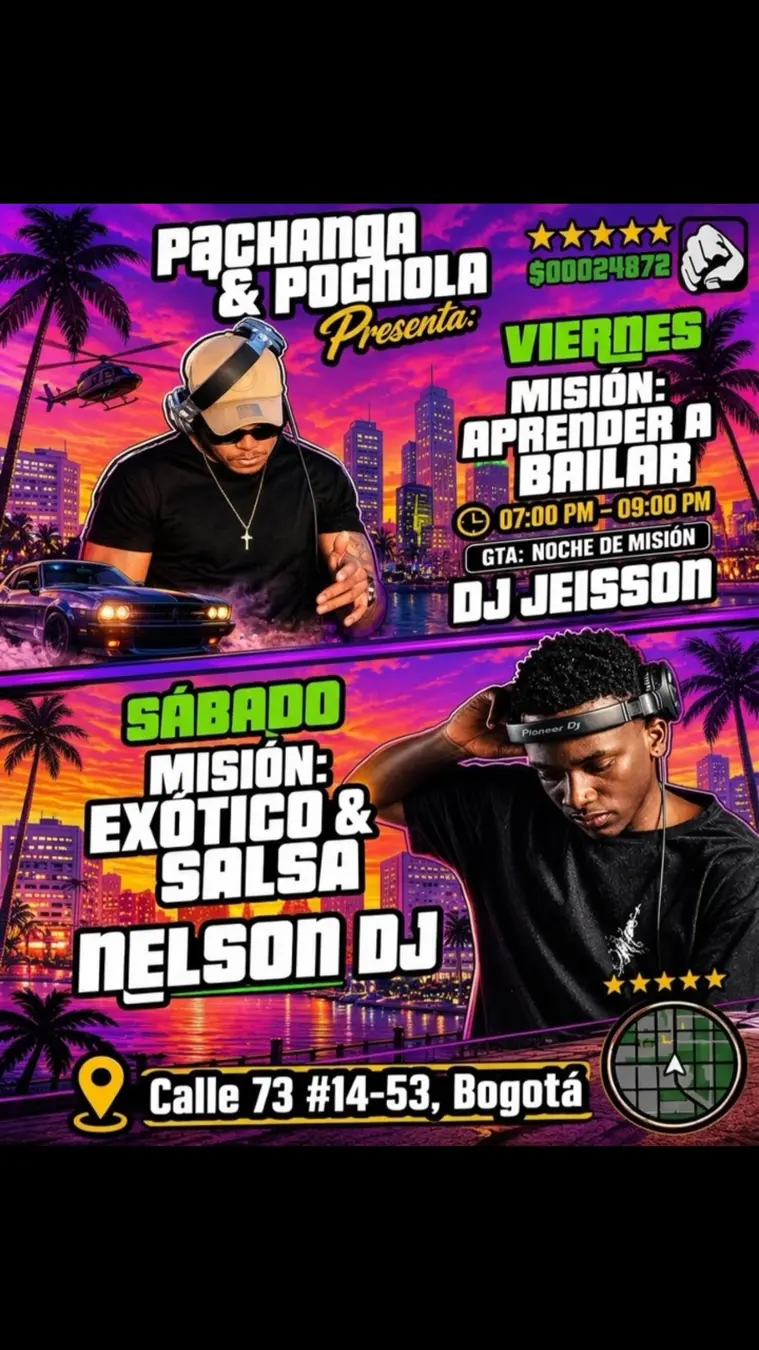 PACHANGA
& POCHOLA
Presenta:
$00024872
VIERNES
MISIÓN:
APRENDER A
BAILAR
07:00 PM – 09:00 PM
GTA: NOCHE DE MISIÓN
DJ JEISSON
SÁBADO
MISIÓN:
EXÓTICO &
SALSA
NELSON DJ
Pioneer Dj
Calle 73 #14-53, Bogotá